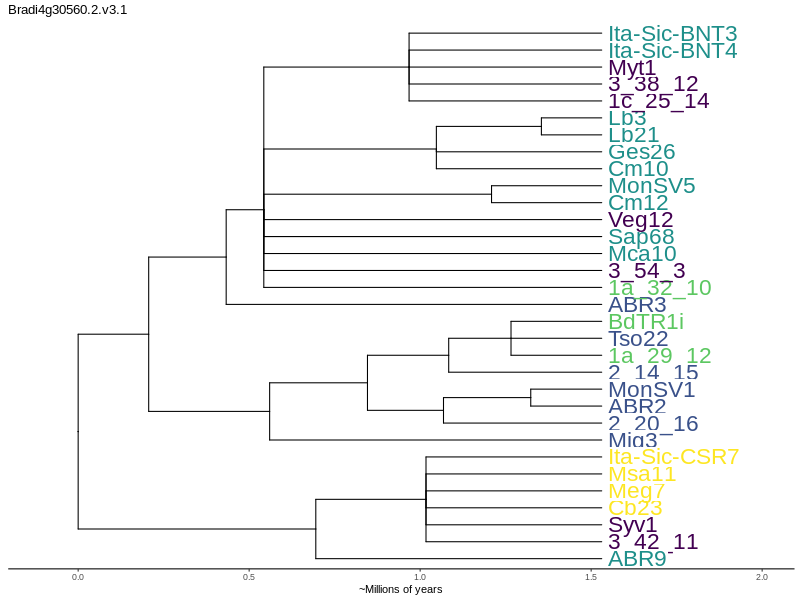 Bradi4g30560.2.v3.1
Ita-Sic-BNT3
Ita-Sic-BNT4
Myt1
3_38_12
1c_25_14
Lb3
Lb21
Ges26
Cm10
MonSV5
Cm12
Veg12
Sap68
Mca10
3_54_3
1a_32_10
ABR3
BdTR1i
Tso22
1a_29_12
2_14_15
MonSV1
ABR2
2_20_16
Mig3
Ita-Sic-CSR7
Msa11
Meg7
Cb23
Syv1
3_42_11
ABR9
0.0 0.5 1.0 1.5 2.0
~Millions of years